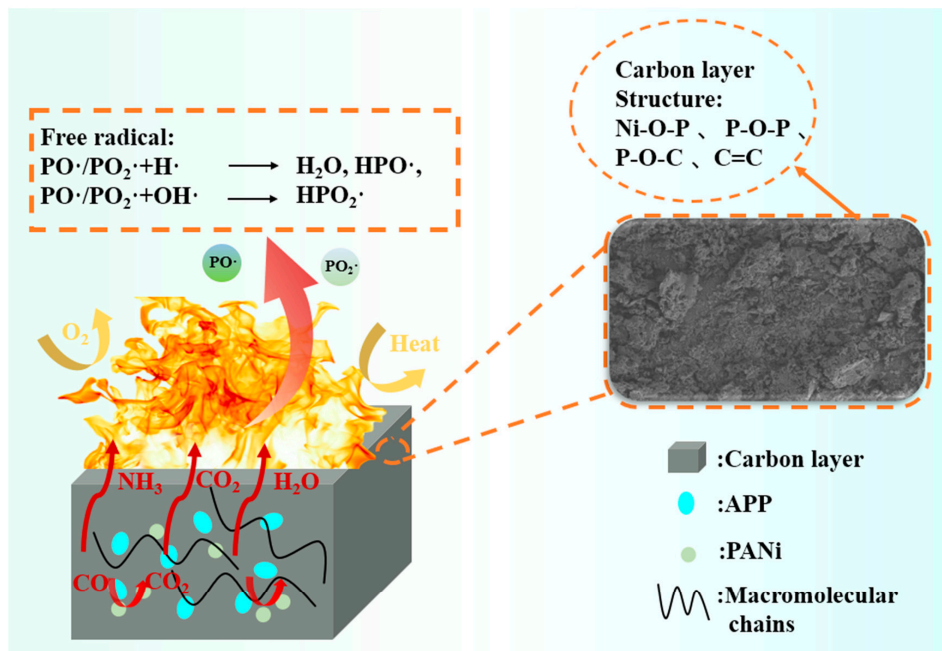 Free radical:
PO·/PO₂·+H· → H₂O, HPO·,
PO·/PO₂·+OH· → HPO₂·
PO·
PO₂·
O₂
Heat
NH₃
CO₂
H₂O
CO
CO₂
Carbon layer
Structure:
Ni-O-P 、 P-O-P 、
P-O-C 、C=C
:Carbon layer
:APP
:PANi
:Macromolecular
chains